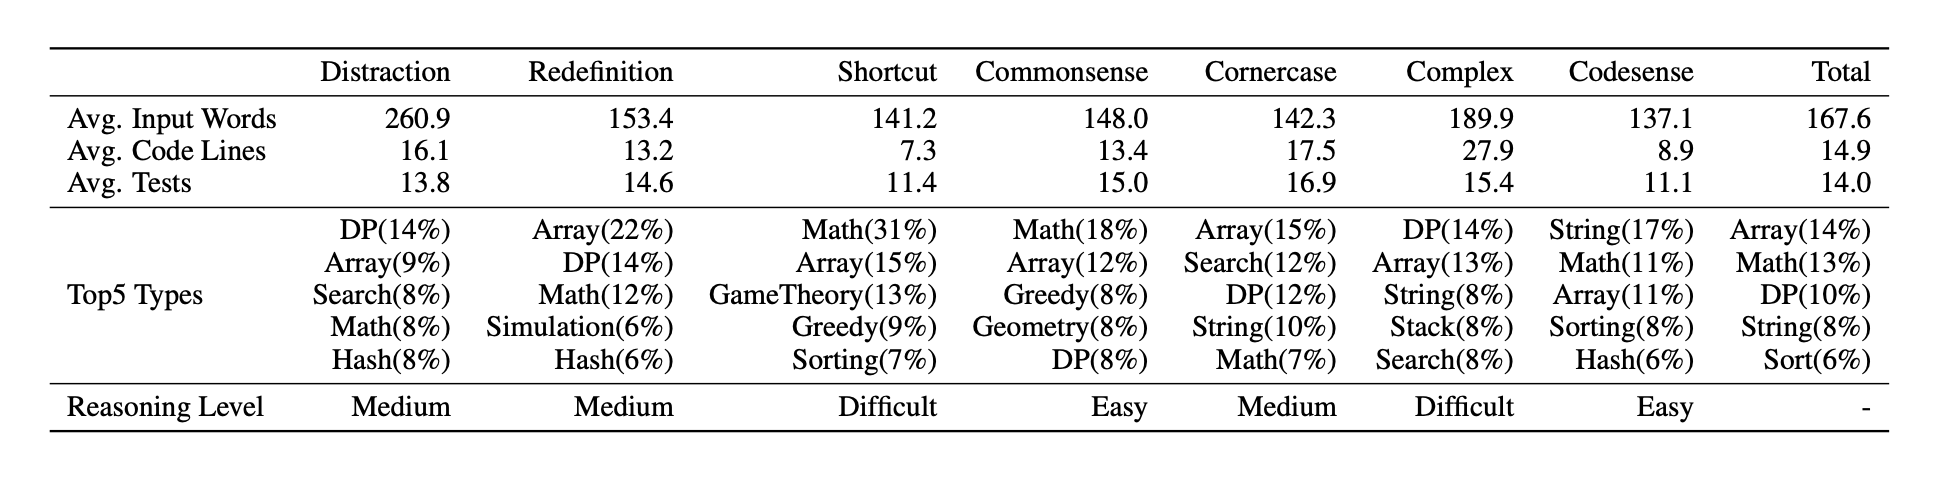 Distraction Redefinition Shortcut Commonsense Cornercase Complex Codesense Total
Avg. Input Words 260.9 153.4 141.2 148.0 142.3 189.9 137.1 167.6
Avg. Code Lines 16.1 13.2 7.3 13.4 17.5 27.9 8.9 14.9
Avg. Tests 13.8 14.6 11.4 15.0 16.9 15.4 11.1 14.0
DP(14%) Array(22%) Math(31%) Math(18%) Array(15%) DP(14%) String(17%) Array(14%)
Array(9%) DP(14%) Array(15%) Array(12%) Search(12%) Array(13%) Math(11%) Math(13%)
Top5 Types Search(8%) Math(12%) GameTheory(13%) Greedy(8%) DP(12%) String(8%) Array(11%) DP(10%)
Math(8%) Simulation(6%) Greedy(9%) Geometry(8%) String(10%) Stack(8%) Sorting(8%) String(8%)
Hash(8%) Hash(6%) Sorting(7%) DP(8%) Math(7%) Search(8%) Hash(6%) Sort(6%)
Reasoning Level Medium Medium Difficult Easy Medium Difficult Easy -